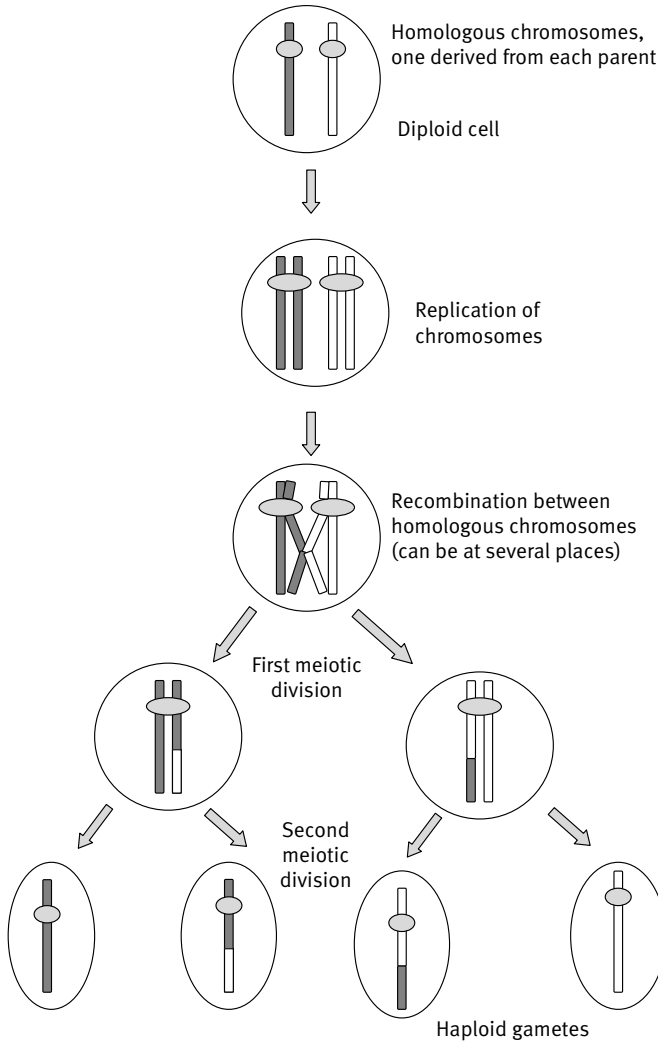 Homologous chromosomes,
one derived from each parent
Diploid cell
Replication of
chromosomes
Recombination between
homologous chromosomes
(can be at several places)
First meiotic
division
Second
meiotic
division
Haploid gametes